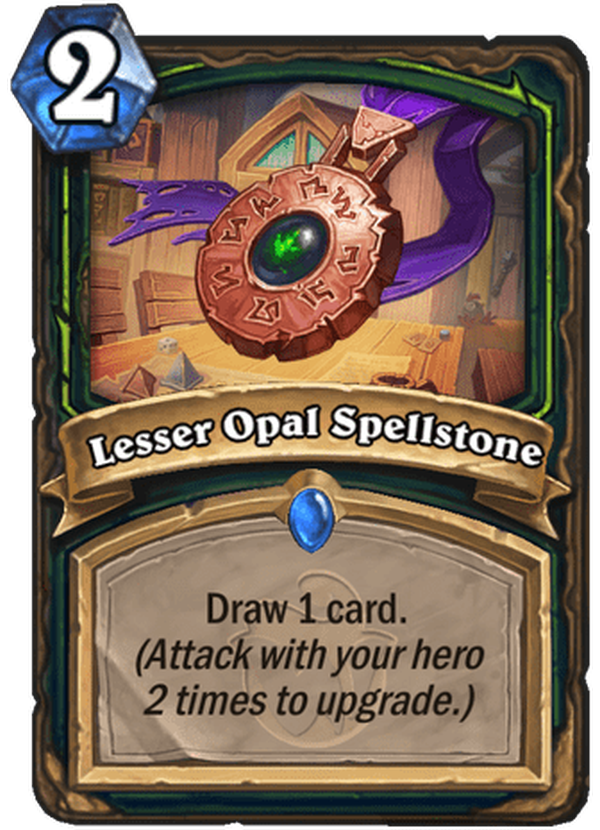 2
Lesser Opal Spellstone
Draw 1 card.
(Attack with your hero
2 times to upgrade.)